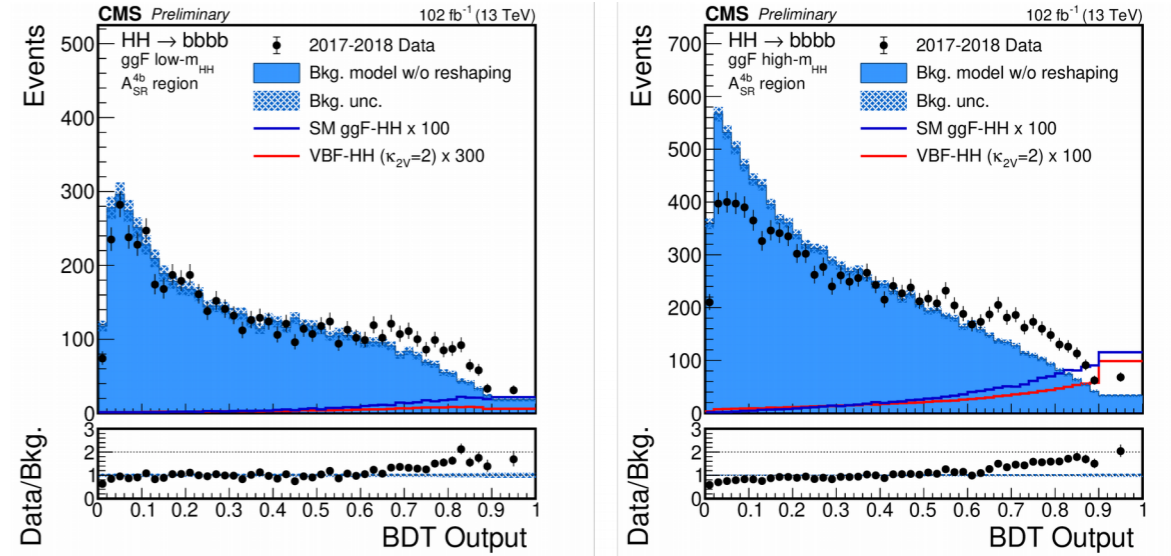 CMS Preliminary 102 fb⁻¹ (13 TeV)
Events
500
400
300
200
100
0
HH → bbbb
ggF low-m_HH
A^4b_SR region
2017-2018 Data
Bkg. model w/o reshaping
Bkg. unc.
SM ggF-HH x 100
VBF-HH (κ_2V=2) x 300
Data/Bkg.
3
2
1
0
0 0.1 0.2 0.3 0.4 0.5 0.6 0.7 0.8 0.9 1
BDT Output
CMS Preliminary 102 fb⁻¹ (13 TeV)
Events
700
600
500
400
300
200
100
0
HH → bbbb
ggF high-m_HH
A^4b_SR region
2017-2018 Data
Bkg. model w/o reshaping
Bkg. unc.
SM ggF-HH x 100
VBF-HH (κ_2V=2) x 100
Data/Bkg.
3
2
1
0
0 0.1 0.2 0.3 0.4 0.5 0.6 0.7 0.8 0.9 1
BDT Output